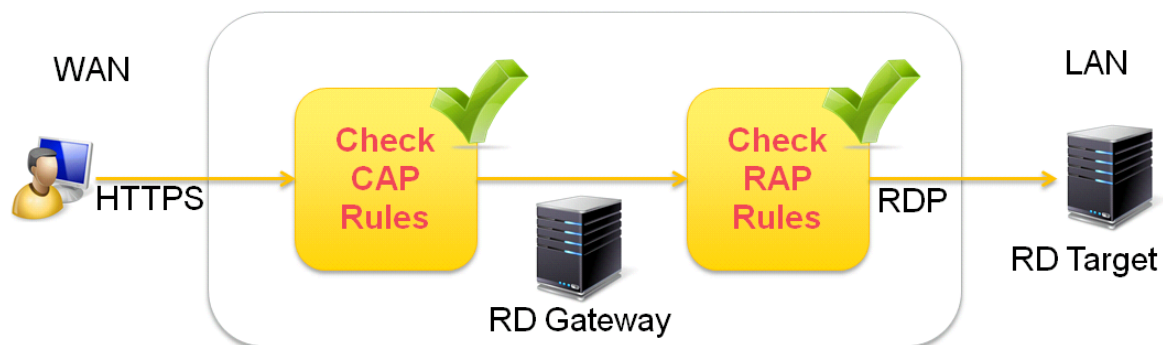 WAN
HTTPS
Check
CAP
Rules
RD Gateway
Check
RAP
Rules
RDP
LAN
RD Target